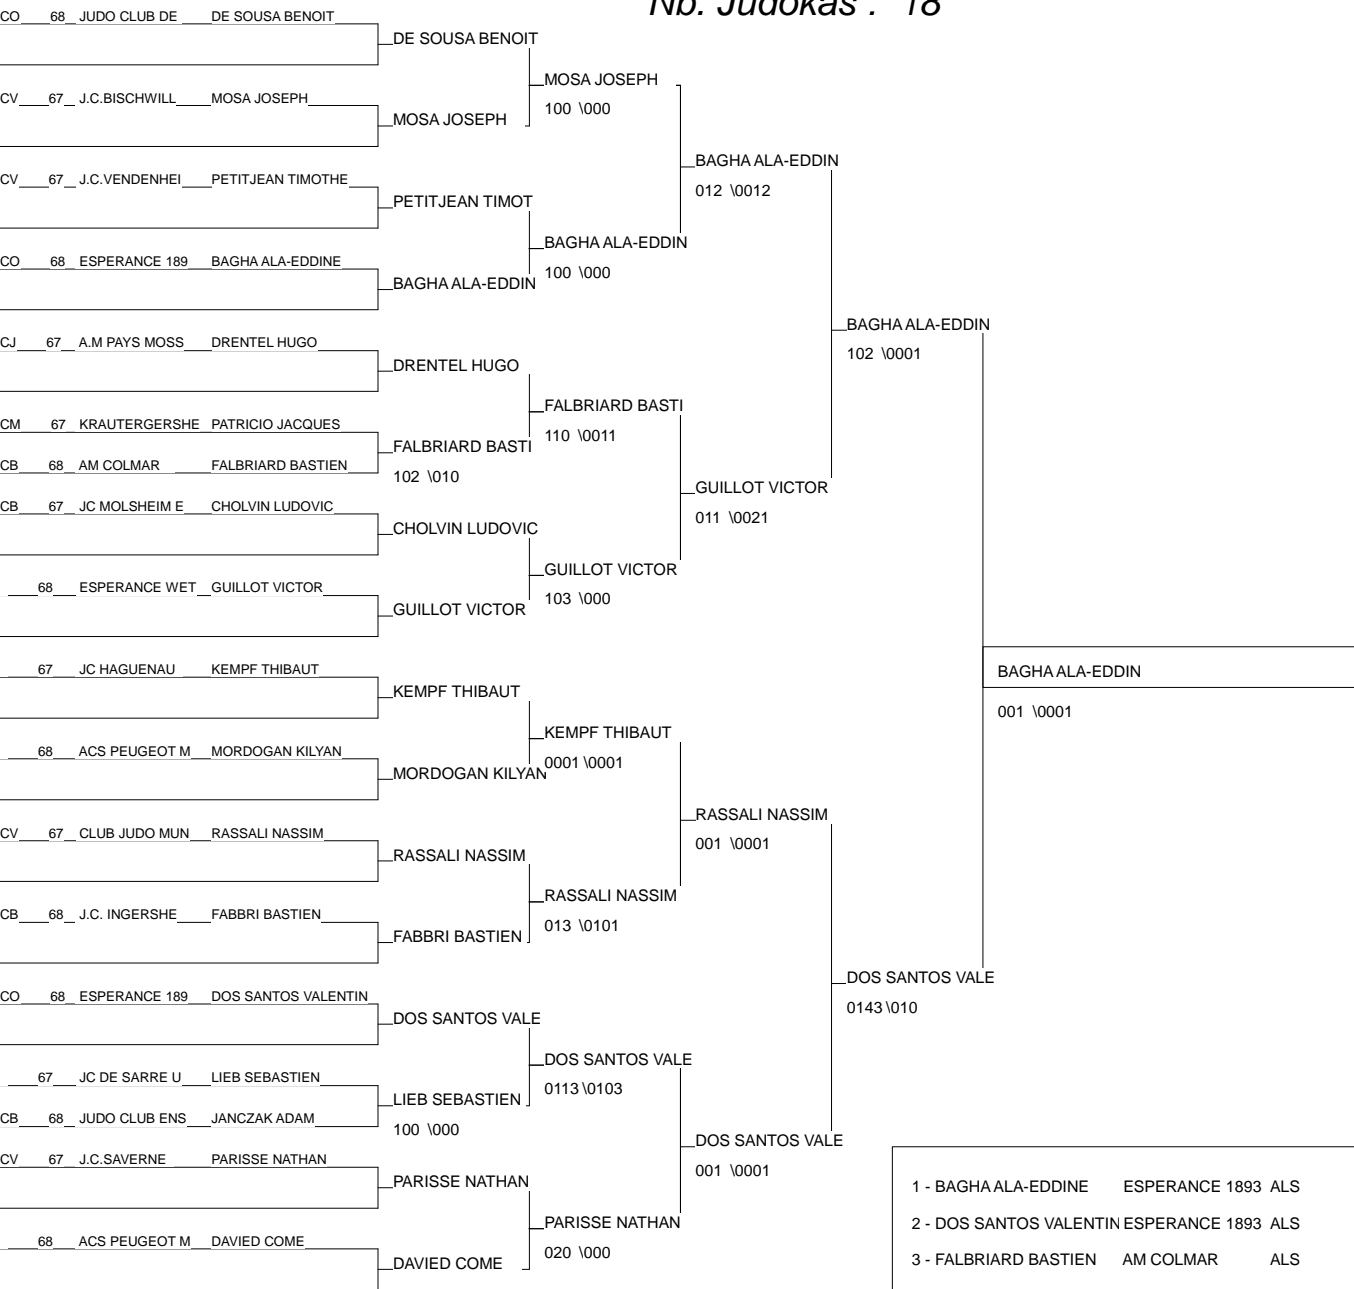 Nb. Judokas :   18
CO 68 JUDO CLUB DE DE SOUSA BENOIT
DE SOUSA BENOIT
MOSA JOSEPH
100 \000
CV 67 J.C.BISCHWILL MOSA JOSEPH
MOSA JOSEPH
BAGHA ALA-EDDIN
012 \0012
CV 67 J.C.VENDENHEI PETITJEAN TIMOTHE
PETITJEAN TIMOT
BAGHA ALA-EDDIN
100 \000
CO 68 ESPERANCE 189 BAGHA ALA-EDDINE
BAGHA ALA-EDDIN
BAGHA ALA-EDDIN
102 \0001
CJ 67 A.M PAYS MOSS DRENTEL HUGO
DRENTEL HUGO
FALBRIARD BASTI
110 \0011
CM 67 KRAUTERGERSHE PATRICIO JACQUES
FALBRIARD BASTI
CB 68 AM COLMAR FALBRIARD BASTIEN
102 \010
GUILLOT VICTOR
011 \0021
CB 67 JC MOLSHEIM E CHOLVIN LUDOVIC
CHOLVIN LUDOVIC
GUILLOT VICTOR
103 \000
68 ESPERANCE WET GUILLOT VICTOR
GUILLOT VICTOR
67 JC HAGUENAU KEMPF THIBAUT
BAGHA ALA-EDDIN
001 \0001
KEMPF THIBAUT
KEMPF THIBAUT
0001 \0001
68 ACS PEUGEOT M MORDOGAN KILYAN
MORDOGAN KILYAN
RASSALI NASSIM
001 \0001
CV 67 CLUB JUDO MUN RASSALI NASSIM
RASSALI NASSIM
RASSALI NASSIM
013 \0101
CB 68 J.C. INGERSHE FABBRI BASTIEN
FABBRI BASTIEN
DOS SANTOS VALE
0143 \010
CO 68 ESPERANCE 189 DOS SANTOS VALENTIN
DOS SANTOS VALE
DOS SANTOS VALE
0113 \0103
67 JC DE SARRE U LIEB SEBASTIEN
LIEB SEBASTIEN
CB 68 JUDO CLUB ENS JANCZAK ADAM
100 \000
DOS SANTOS VALE
001 \0001
CV 67 J.C.SAVERNE PARISSE NATHAN
PARISSE NATHAN
PARISSE NATHAN
020 \000
68 ACS PEUGEOT M DAVIED COME
DAVIED COME
1 - BAGHA ALA-EDDINE ESPERANCE 1893 ALS
2 - DOS SANTOS VALENTIN ESPERANCE 1893 ALS
3 - FALBRIARD BASTIEN AM COLMAR ALS